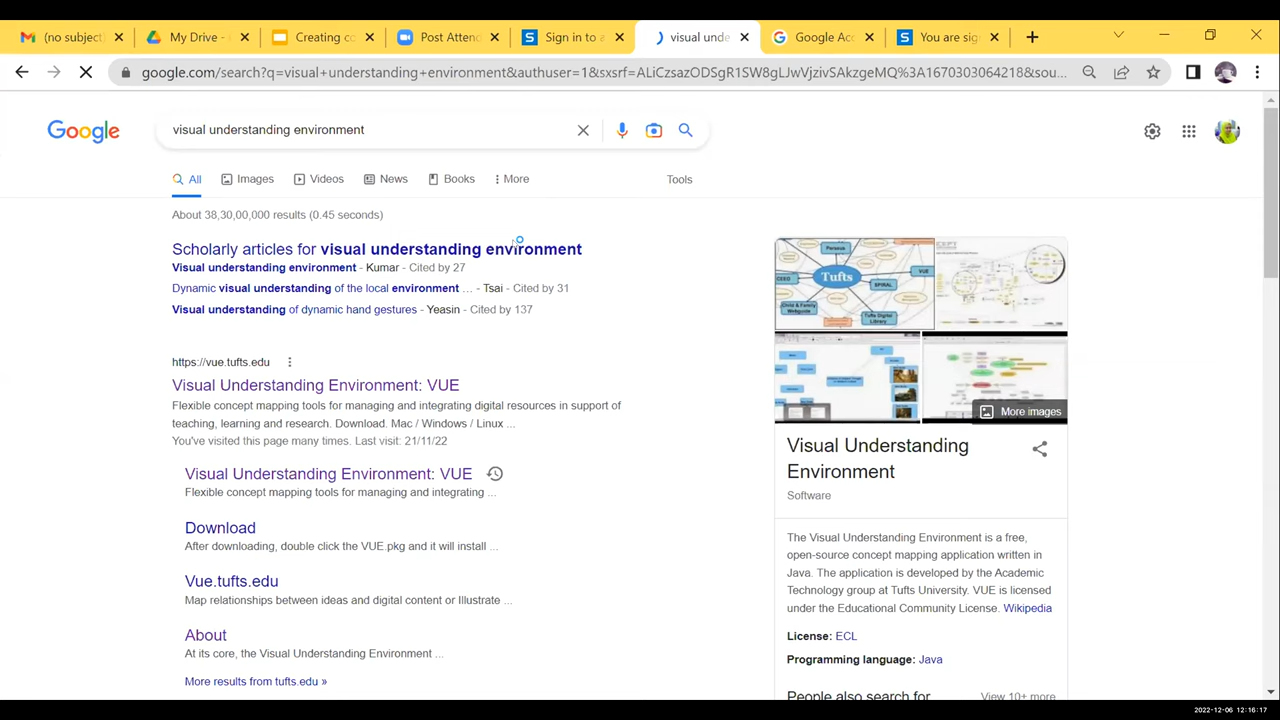 (no subject)
My Drive -
Creating co
Post Attend
Sign in to a
visual unde
Google Acc
You are sig
google.com/search?q=visual+understanding+environment&authuser=1&sxsrf=ALiCzsazODSgR1SW8gLJwVjzivSAkzgeMQ%3A1670303064218&sou...
Google
visual understanding environment
All
Images
Videos
News
Books
More
Tools
About 38,30,00,000 results (0.45 seconds)
Scholarly articles for visual understanding environment
Visual understanding environment - Kumar - Cited by 27
Dynamic visual understanding of the local environment ... - Tsai - Cited by 31
Visual understanding of dynamic hand gestures - Yeasin - Cited by 137
https://vue.tufts.edu
Visual Understanding Environment: VUE
Flexible concept mapping tools for managing and integrating digital resources in support of
teaching, learning and research. Download. Mac / Windows / Linux ...
You've visited this page many times. Last visit: 21/11/22
Visual Understanding Environment: VUE
Flexible concept mapping tools for managing and integrating ...
Download
After downloading, double click the VUE.pkg and it will install ...
Vue.tufts.edu
Map relationships between ideas and digital content or Illustrate ...
About
At its core, the Visual Understanding Environment ...
More results from tufts.edu »
Perseus
VUE
Tufts
SPIRAL
Child & Family
Webguide
Tufts Digital
Library
More images
Visual Understanding
Environment
Software
The Visual Understanding Environment is a free,
open-source concept mapping application written in
Java. The application is developed by the Academic
Technology group at Tufts University. VUE is licensed
under the Educational Community License. Wikipedia
License: ECL
Programming language: Java
People also search for
View 10+ more
2022-12-06 12:16:17